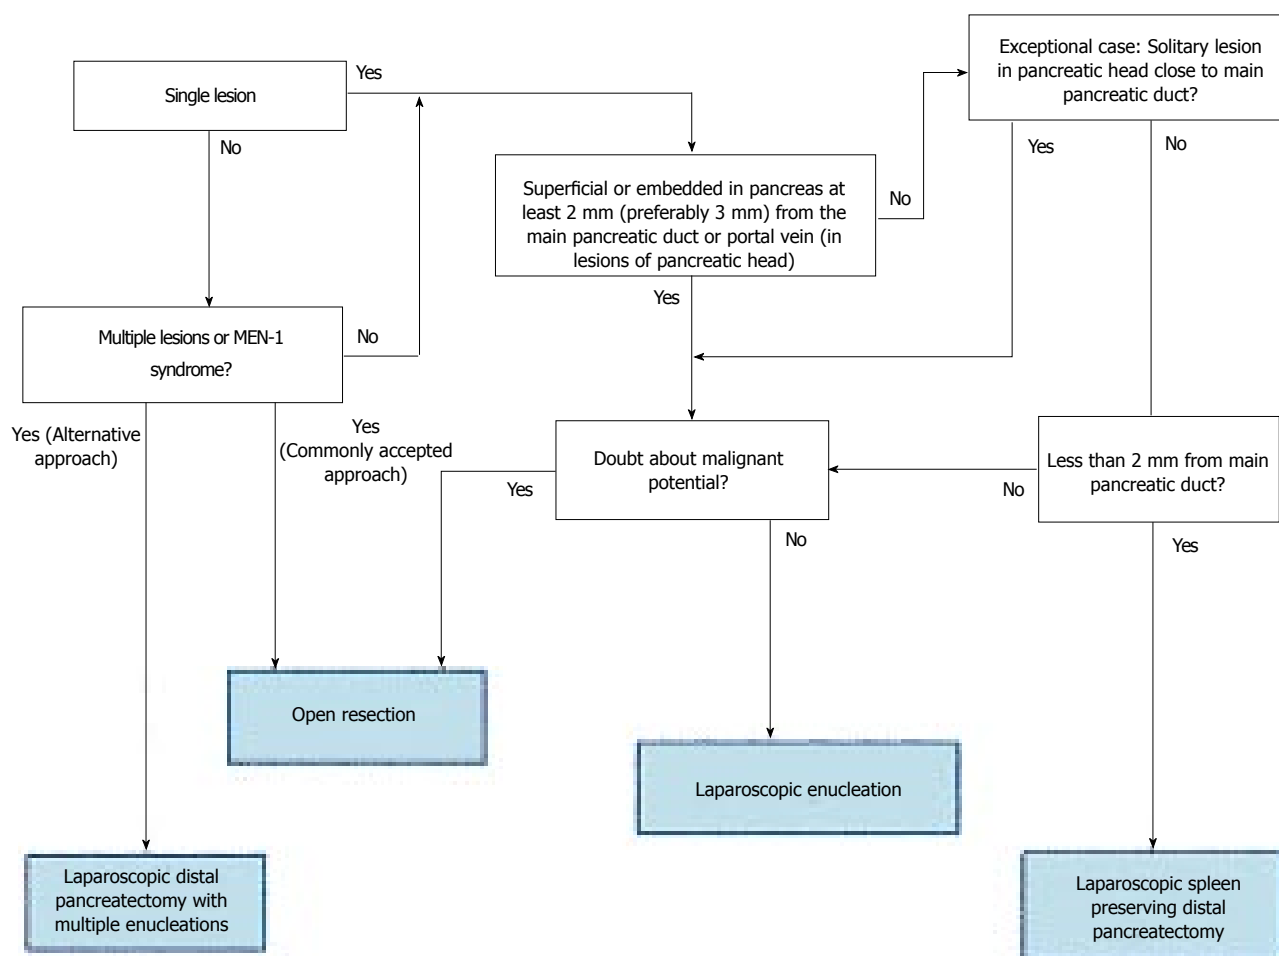 Single lesion
Yes
No
Exceptional case: Solitary lesion
in pancreatic head close to main
pancreatic duct?
Yes
No
Superficial or embedded in pancreas at
least 2 mm (preferably 3 mm) from the
main pancreatic duct or portal vein (in
lesions of pancreatic head)
No
Yes
Multiple lesions or MEN-1
syndrome?
No
Yes (Alternative
approach)
Yes
(Commonly accepted
approach)
Doubt about malignant
potential?
Yes
No
Less than 2 mm from main
pancreatic duct?
No
Yes
Open resection
Laparoscopic enucleation
Laparoscopic distal
pancreatectomy with
multiple enucleations
Laparoscopic spleen
preserving distal
pancreatectomy